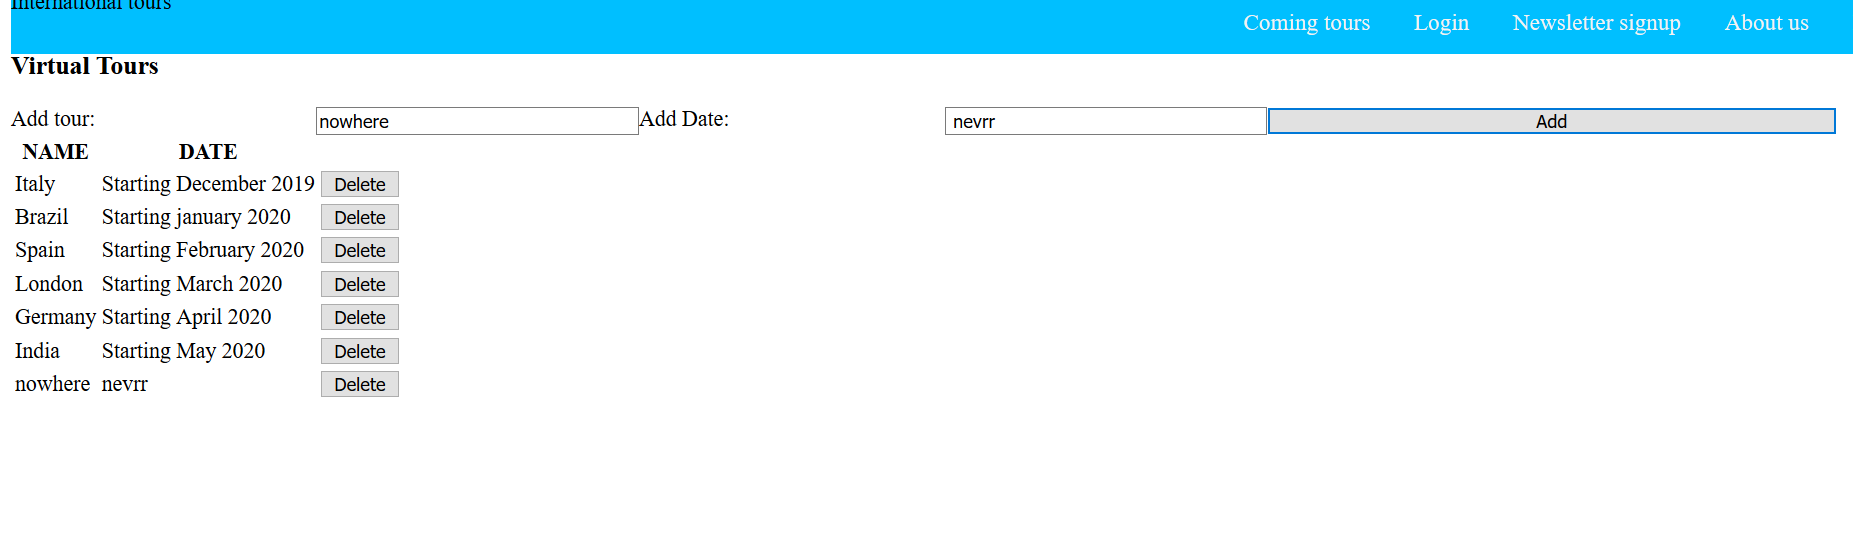 International tours
Coming tours Login Newsletter signup About us
Virtual Tours
Add tour: nowhere Add Date: nevrr Add
NAME DATE
Italy Starting December 2019 Delete
Brazil Starting january 2020 Delete
Spain Starting February 2020 Delete
London Starting March 2020 Delete
Germany Starting April 2020 Delete
India Starting May 2020 Delete
nowhere nevrr Delete